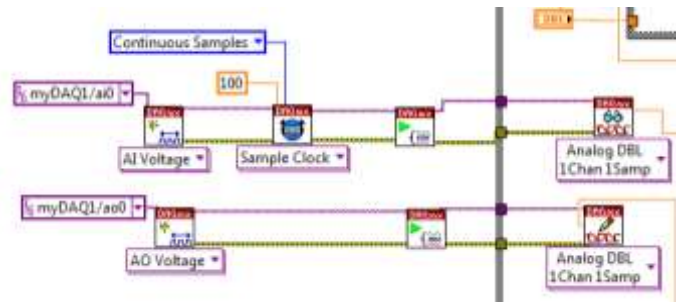 DBL
Continuous Samples
100
myDAQ1/ai0
AI Voltage
Sample Clock
Analog DBL
1Chan 1Samp
myDAQ1/ao0
AO Voltage
Analog DBL
1Chan 1Samp